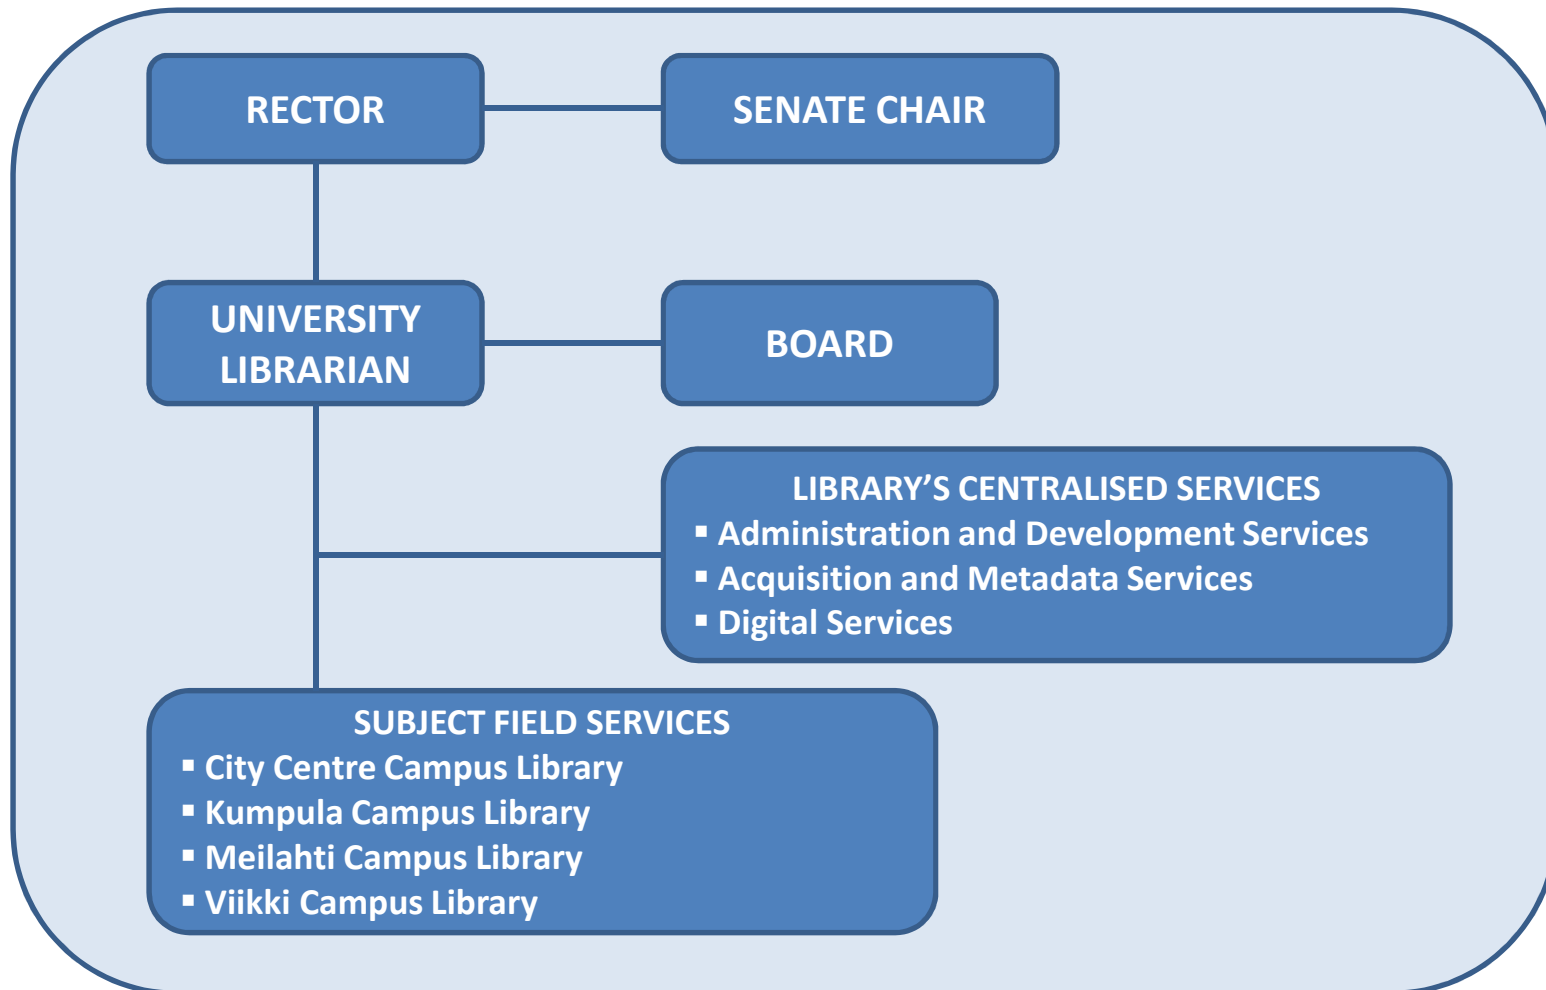 RECTOR
SENATE CHAIR
UNIVERSITY
LIBRARIAN
BOARD
LIBRARY’S CENTRALISED SERVICES
▪ Administration and Development Services
▪ Acquisition and Metadata Services
▪ Digital Services
SUBJECT FIELD SERVICES
▪ City Centre Campus Library
▪ Kumpula Campus Library
▪ Meilahti Campus Library
▪ Viikki Campus Library